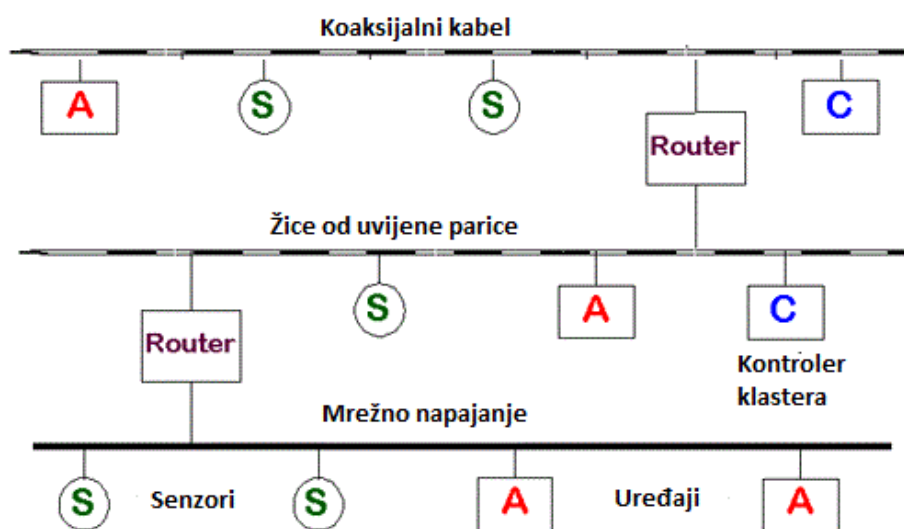 Koaksijalni kabel
A
S
S
Router
C
Žice od uvijene parice
Router
S
A
C
Kontroler
klastera
Mrežno napajanje
S
Senzori
S
A
Uređaji
A